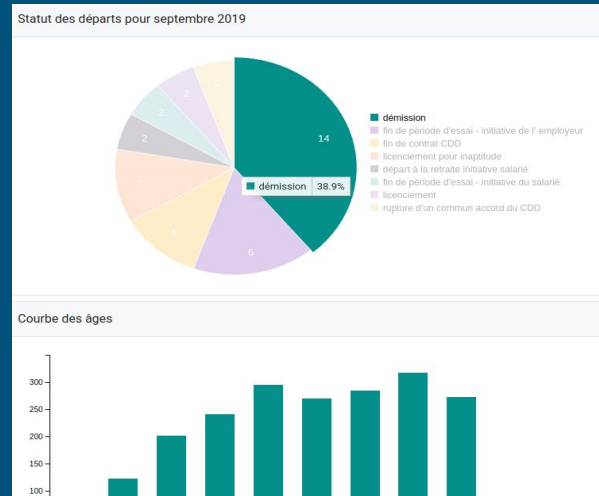 Statut des départs pour septembre 2019
14
6
4
4
2
2
2
2
démission 38.9%
démission
fin de période d'essai - initiative de l' employeur
fin de contrat CDD
licenciement pour inaptitude
départ à la retraite initiative salarié
fin de période d'essai - initiative du salarié
licenciement
rupture d'un commun accord du CDD
Courbe des âges
300
250
200
150
100